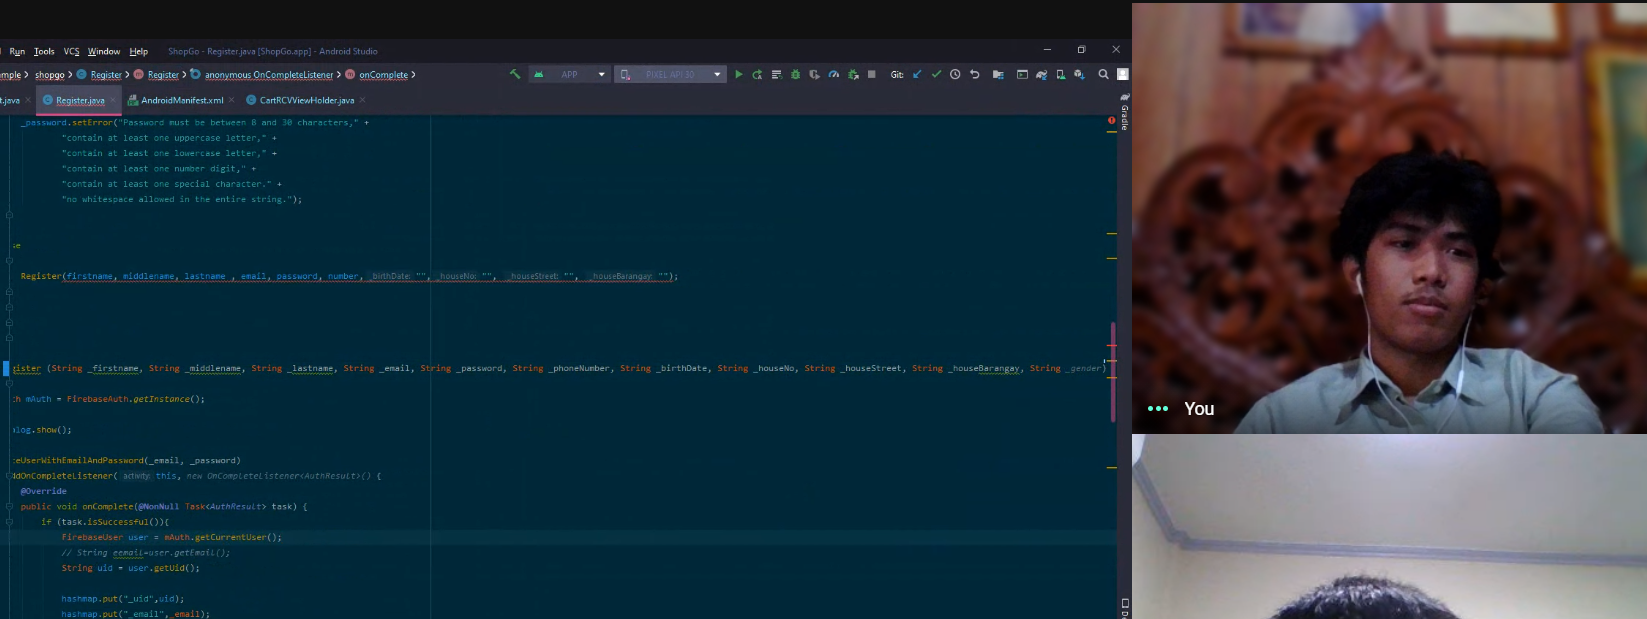 Run Tools VCS Window Help ShopGo - Register.java [ShopGo.app] - Android Studio
mple shopgo Register Register anonymous OnCompleteListener onComplete APP PIXEL API 30 Git:
t.java Register.java AndroidManifest.xml CartRCVViewHolder.java
Gradle
_password.setError("Password must be between 8 and 30 characters," +
"contain at least one uppercase letter," +
"contain at least one lowercase letter," +
"contain at least one number digit," +
"contain at least one special character." +
"no whitespace allowed in the entire string.");
se
Register(firstname, middlename, lastname , email, password, number, _birthDate: "", _houseNo: "", _houseStreet: "", _houseBarangay: "");
gister (String _firstname, String _middlename, String _lastname, String _email, String _password, String _phoneNumber, String _birthDate, String _houseNo, String _houseStreet, String _houseBarangay, String _gender)
th mAuth = FirebaseAuth.getInstance();
alog.show();
teUserWithEmailAndPassword(_email, _password)
ddOnCompleteListener( activity: this, new OnCompleteListener<AuthResult>() {
@Override
public void onComplete(@NonNull Task<AuthResult> task) {
if (task.isSuccessful()){
FirebaseUser user = mAuth.getCurrentUser();
// String eemail=user.getEmail();
String uid = user.getUid();
hashmap.put("_uid",uid);
hashmap.put("_email",_email);
You